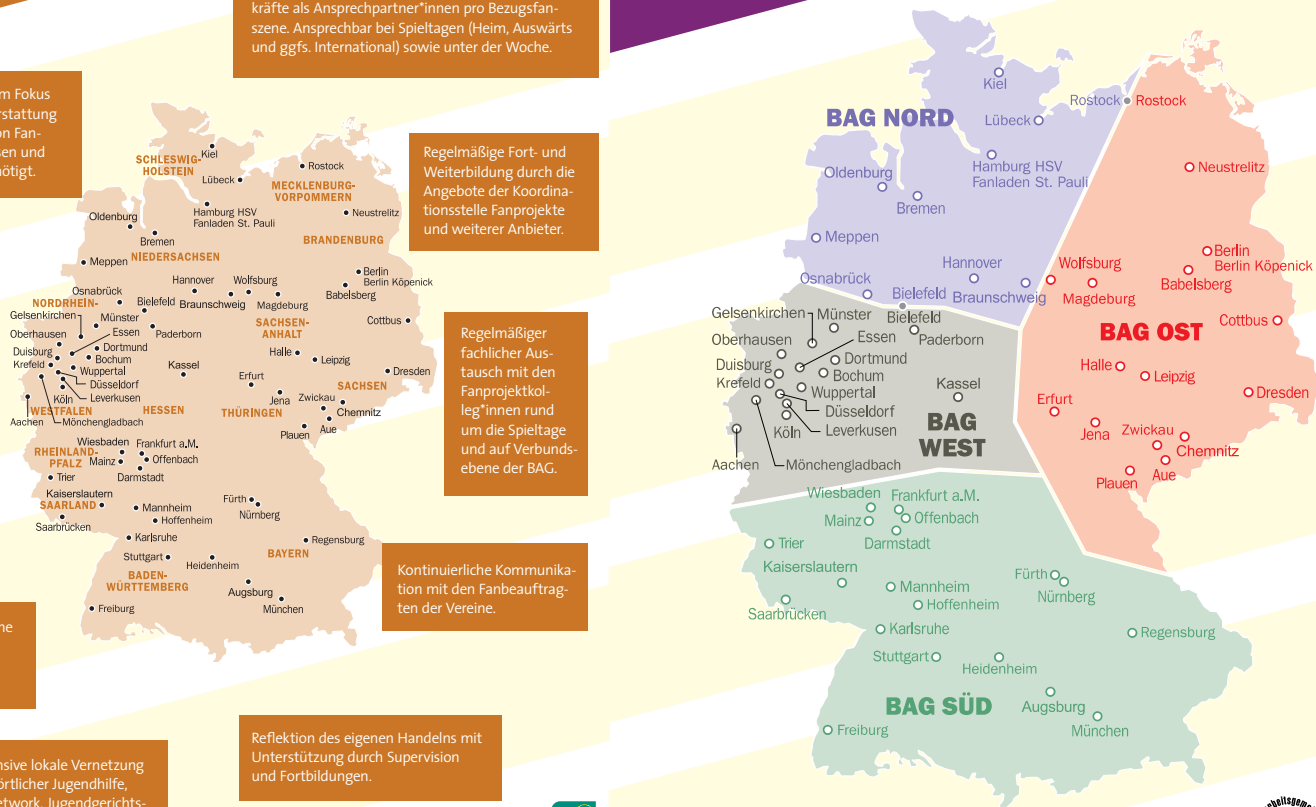 kräfte als Ansprechpartner*innen pro Bezugsfan-
szene. Ansprechbar bei Spieltagen (Heim, Auswärts
und ggfs. International) sowie unter der Woche.
m Fokus
rstattung
on Fan-
sen und
nötigt.
Regelmäßige Fort- und
Weiterbildung durch die
Angebote der Koordina-
tionsstelle Fanprojekte
und weiterer Anbieter.
Regelmäßiger
fachlicher Aus-
tausch mit den
Fanprojektkol-
leg*innen rund
um die Spieltage
und auf Verbunds-
ebene der BAG.
Kontinuierliche Kommunika-
tion mit den Fanbeauftrag-
ten der Vereine.
ne
Reflektion des eigenen Handelns mit
Unterstützung durch Supervision
und Fortbildungen.
nsive lokale Vernetzung
örtlicher Jugendhilfe,
etwork, Jugendgerichts-
SCHLESWIG-
HOLSTEIN
Kiel
Lübeck
Rostock
MECKLENBURG-
VORPOMMERN
Hamburg HSV
Fanladen St. Pauli
Neustrelitz
Oldenburg
Bremen
BRANDENBURG
Meppen
NIEDERSACHSEN
Hannover
Wolfsburg
Berlin
Berlin Köpenick
Osnabrück
Bielefeld
Braunschweig
Magdeburg
Babelsberg
NORDRHEIN-
Gelsenkirchen
Münster
SACHSEN-
ANHALT
Cottbus
Oberhausen
Essen
Paderborn
Duisburg
Dortmund
Krefeld
Bochum
Wuppertal
Kassel
Halle
Leipzig
Dresden
Düsseldorf
Leverkusen
Köln
Erfurt
SACHSEN
WESTFALEN
HESSEN
THÜRINGEN
Jena
Zwickau
Chemnitz
Aachen
Mönchengladbach
Plauen
Aue
Wiesbaden
Frankfurt a.M.
RHEINLAND-
PFALZ
Mainz
Offenbach
Trier
Darmstadt
Kaiserslautern
SAARLAND
Mannheim
Fürth
Saarbrücken
Hoffenheim
Nürnberg
Karlsruhe
Regensburg
Stuttgart
Heidenheim
BAYERN
BADEN-
WÜRTTEMBERG
Augsburg
München
Freiburg
BAG NORD
Kiel
Rostock
Lübeck
Hamburg HSV
Fanladen St. Pauli
Oldenburg
Bremen
Meppen
Hannover
Osnabrück
Bielefeld
Braunschweig
BAG OST
Rostock
Neustrelitz
Berlin
Berlin Köpenick
Wolfsburg
Babelsberg
Magdeburg
Cottbus
Halle
Leipzig
Dresden
Erfurt
Jena
Zwickau
Chemnitz
Plauen
Aue
BAG
WEST
Gelsenkirchen
Münster
Bielefeld
Oberhausen
Essen
Paderborn
Duisburg
Dortmund
Krefeld
Bochum
Wuppertal
Kassel
Düsseldorf
Köln
Leverkusen
Aachen
Mönchengladbach
BAG SÜD
Wiesbaden
Frankfurt a.M.
Mainz
Offenbach
Trier
Darmstadt
Kaiserslautern
Mannheim
Fürth
Saarbrücken
Hoffenheim
Nürnberg
Karlsruhe
Regensburg
Stuttgart
Heidenheim
Augsburg
München
Freiburg